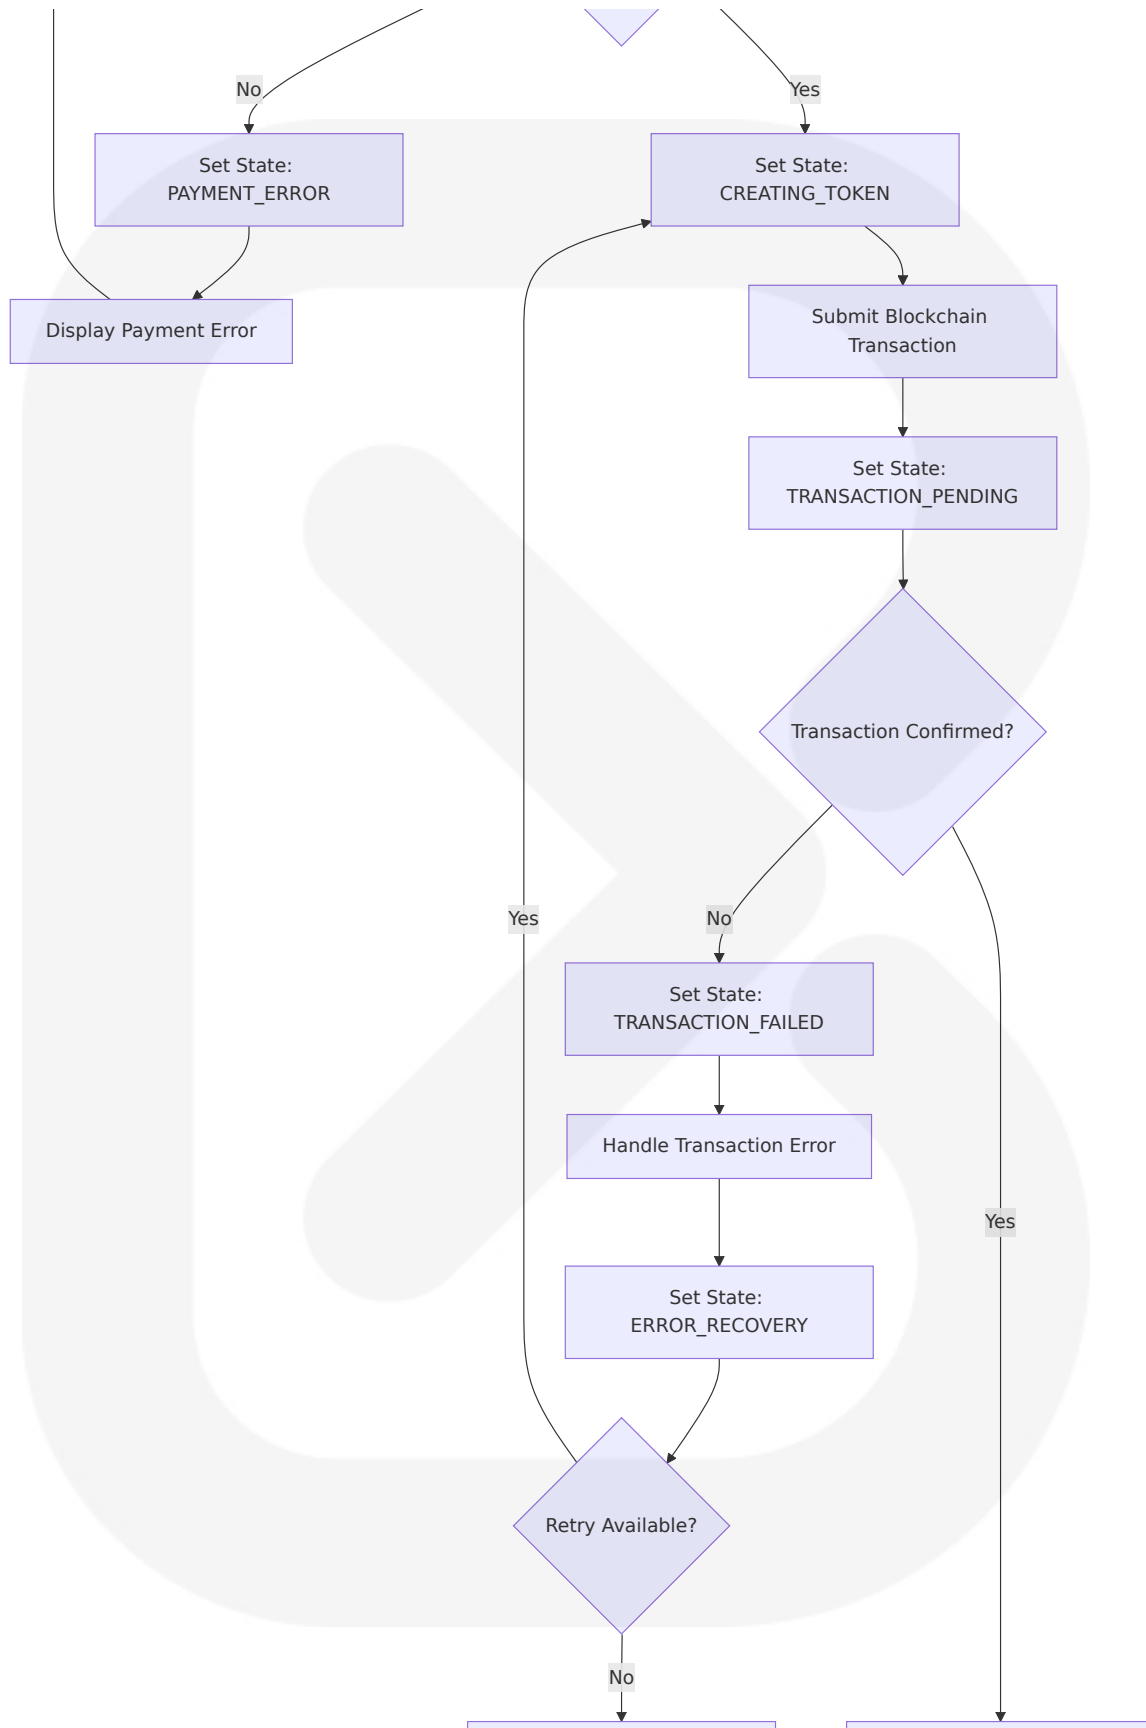 No
Yes
Set State:
PAYMENT_ERROR
Set State:
CREATING_TOKEN
Submit Blockchain
Transaction
Display Payment Error
Set State:
TRANSACTION_PENDING
Transaction Confirmed?
Yes
No
Set State:
TRANSACTION_FAILED
Handle Transaction Error
Yes
Set State:
ERROR_RECOVERY
Retry Available?
No